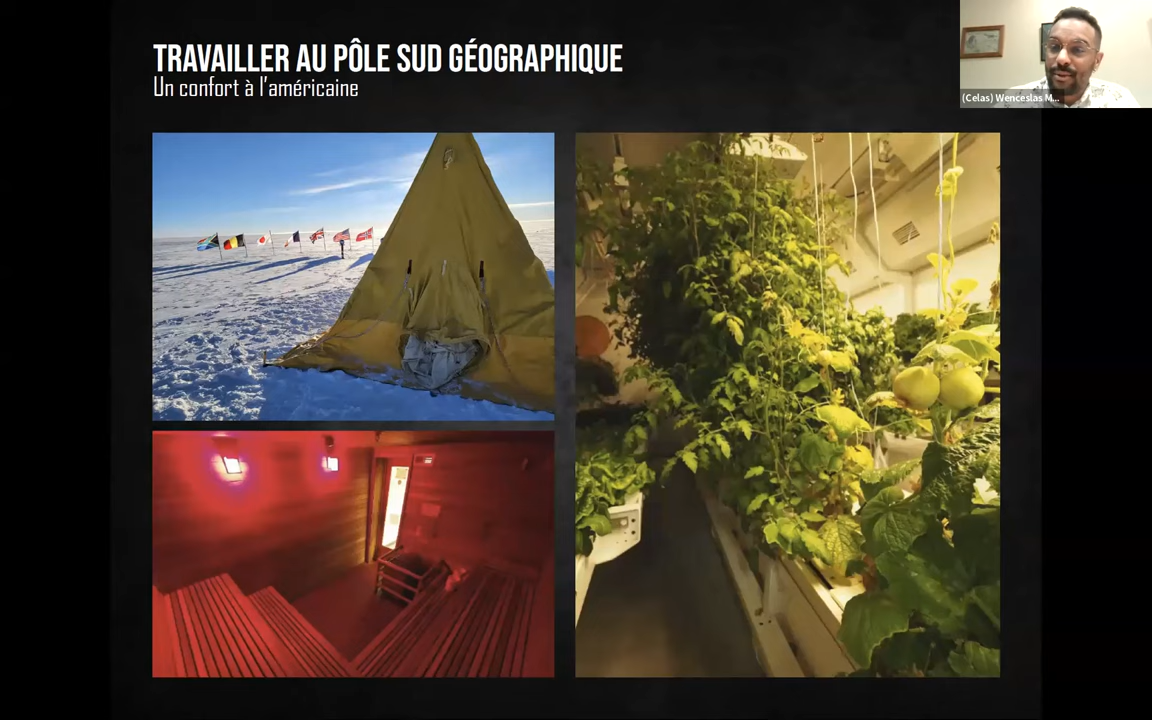 TRAVAILLER AU PÔLE SUD GÉOGRAPHIQUE
Un confort à l'américaine
(Celas) Wenceslas M...